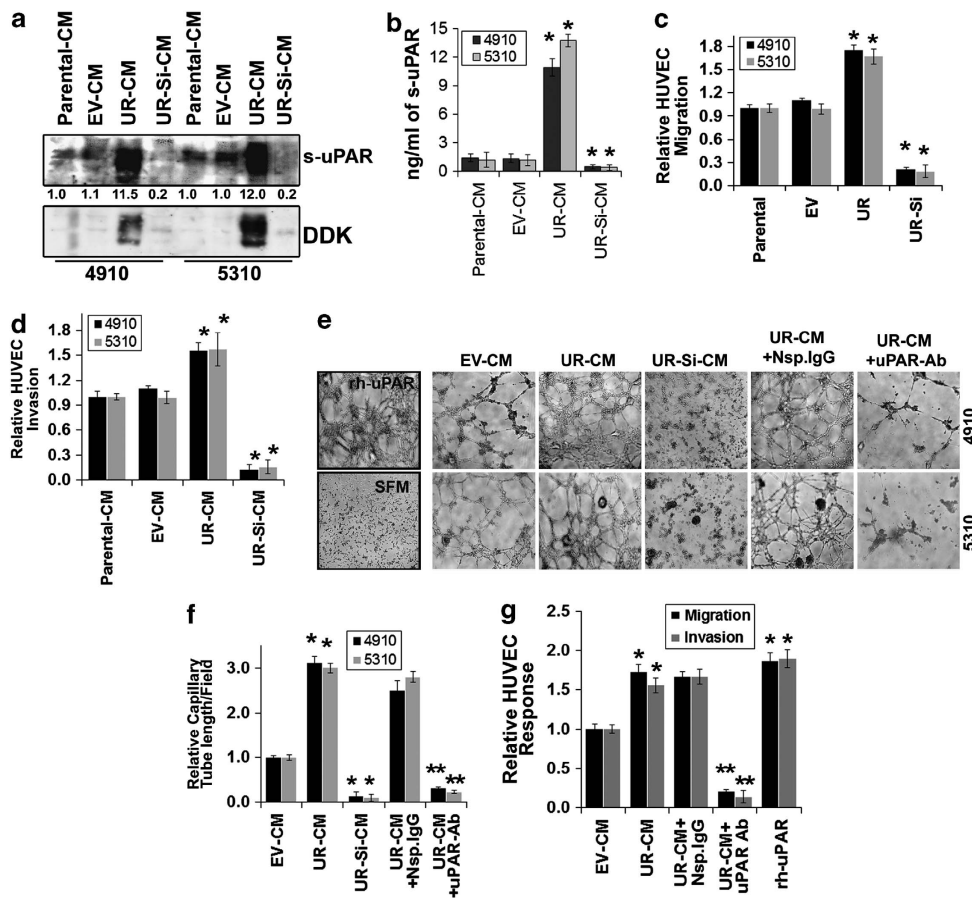 a
Parental-CM
EV-CM
UR-CM
UR-Si-CM
Parental-CM
EV-CM
UR-CM
UR-Si-CM
s-uPAR
1.0 1.1 11.5 0.2 1.0 1.0 12.0 0.2
DDK
4910 5310
b
ng/ml of s-uPAR
15
12
9
6
3
0
4910
5310
* *
* *
Parental-CM
EV-CM
UR-CM
UR-Si-CM
c
Relative HUVEC
Migration
1.8
1.5
1.2
0.9
0.6
0.3
0.0
4910
5310
* *
* *
Parental
EV
UR
UR-Si
d
Relative HUVEC
Invasion
1.8
1.5
1.2
0.9
0.6
0.3
0.0
4910
5310
* *
* *
Parental-CM
EV-CM
UR-CM
UR-Si-CM
e
EV-CM
UR-CM
UR-Si-CM
UR-CM
+Nsp.IgG
UR-CM
+uPAR-Ab
rh-uPAR
SFM
4910
5310
f
Relative Capillary
Tube length/Field
3.0
2.0
1.0
0.0
4910
5310
* *
* *
** **
EV-CM
UR-CM
UR-Si-CM
UR-CM
+Nsp.IgG
UR-CM
+uPAR-Ab
g
Relative HUVEC
Response
2.5
2.0
1.5
1.0
0.5
0.0
Migration
Invasion
* *
** **
* *
EV-CM
UR-CM
UR-CM+
Nsp.IgG
UR-CM+
uPAR Ab
rh-uPAR